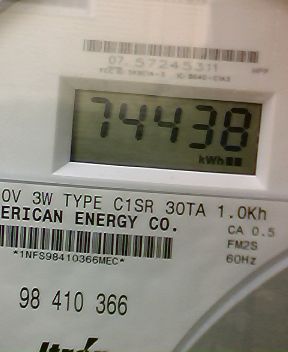 07 57245311
74438
kWh
0V 3W TYPE C1SR 30TA 1.0Kh
ERICAN ENERGY CO.
CA 0.5
FM2S
*1NFS98410366MEC*
60Hz
98 410 366
Itron